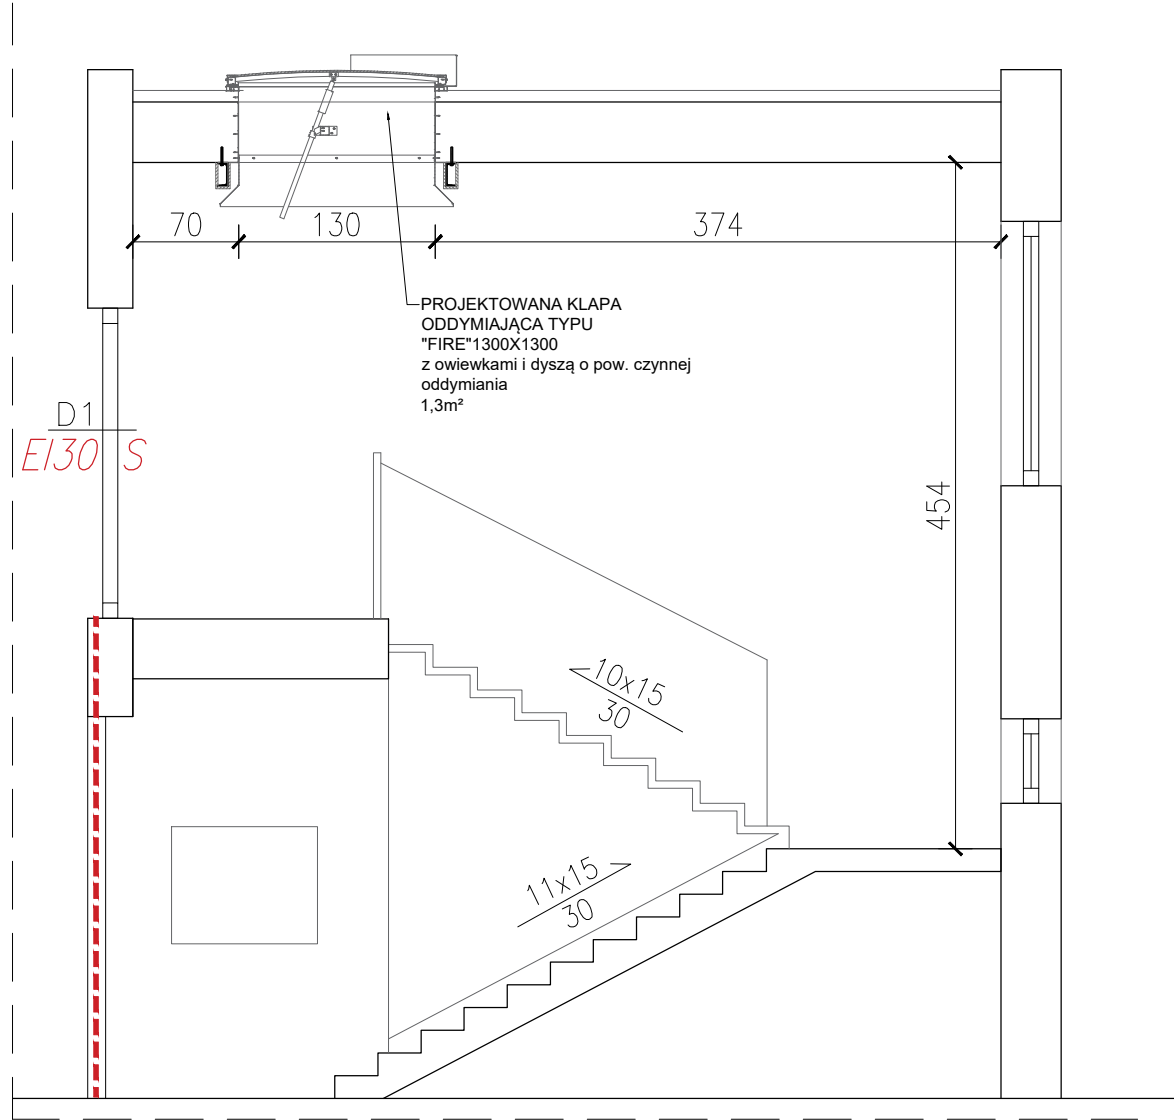 70
130
374
PROJEKTOWANA KLAPA
ODDYMIAJĄCA TYPU
"FIRE"1300X1300
z owiewkami i dyszą o pow. czynnej
oddymiania
1,3m²
D1
EI30 S
454
10x15
30
11x15
30